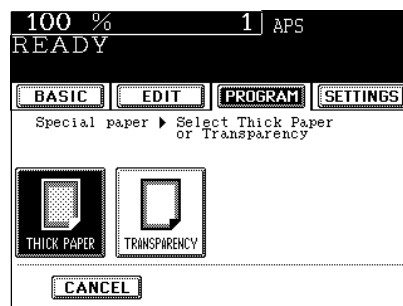 100 % 1 APS
READY
BASIC EDIT PROGRAM SETTINGS
Special paper ▶ Select Thick Paper
or Transparency
THICK PAPER TRANSPARENCY
CANCEL